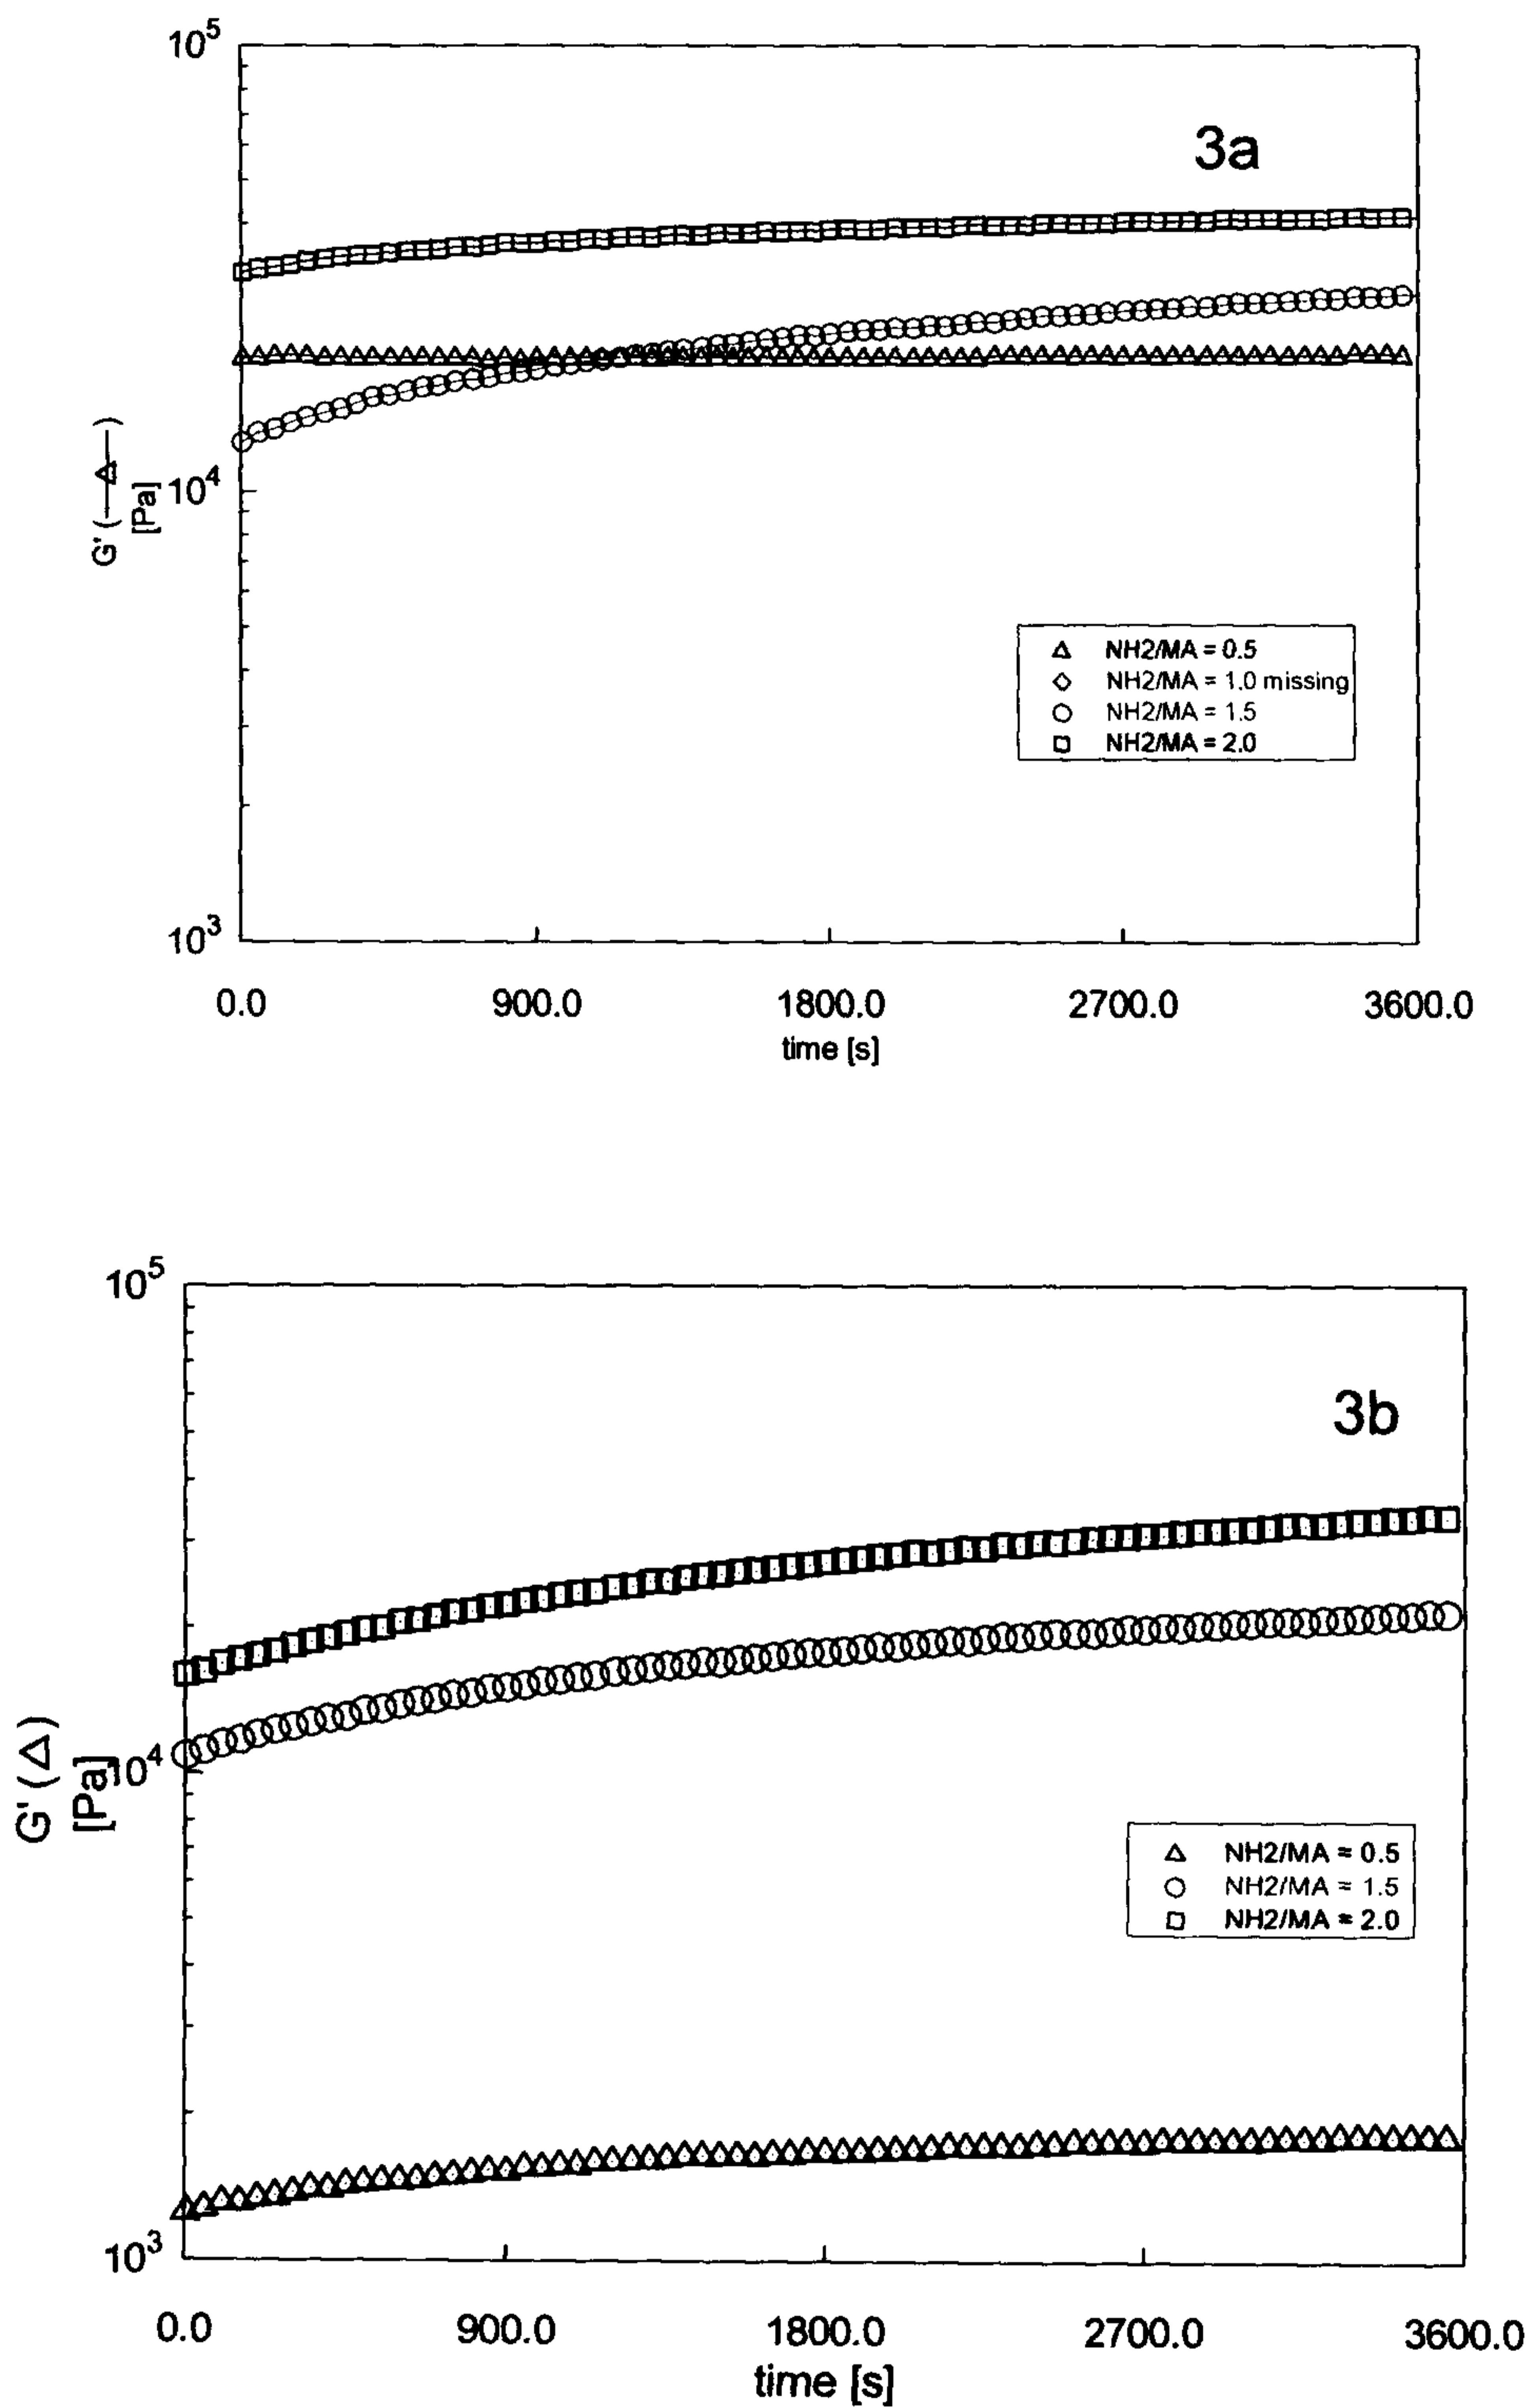 10^5
3a
G' (—Δ—)
[Pa]
10^4
Δ NH2/MA = 0.5
◇ NH2/MA = 1.0 missing
○ NH2/MA = 1.5
□ NH2/MA = 2.0
10^3
0.0 900.0 1800.0 2700.0 3600.0
time [s]
10^5
3b
G' (Δ)
[Pa]
10^4
Δ NH2/MA = 0.5
○ NH2/MA = 1.5
□ NH2/MA = 2.0
10^3
0.0 900.0 1800.0 2700.0 3600.0
time [s]